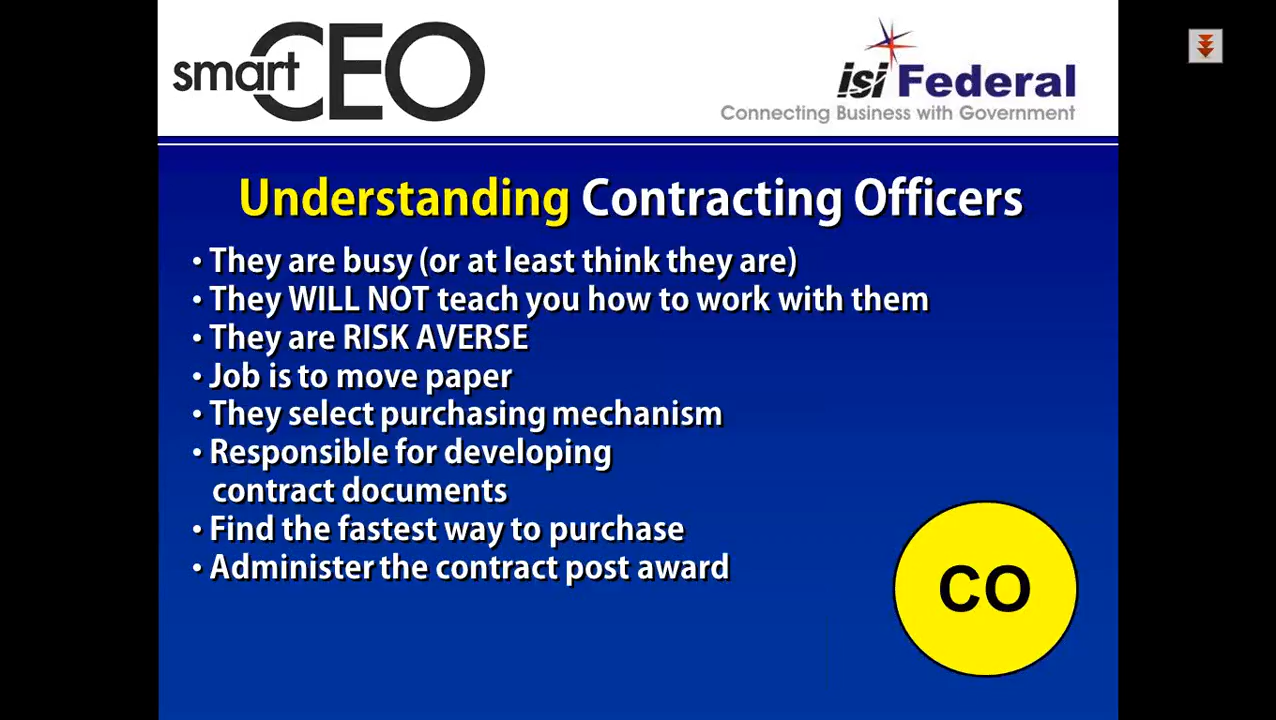 smart CEO
isi Federal
Connecting Business with Government
Understanding Contracting Officers
• They are busy (or at least think they are)
• They WILL NOT teach you how to work with them
• They are RISK AVERSE
• Job is to move paper
• They select purchasing mechanism
• Responsible for developing
contract documents
• Find the fastest way to purchase
• Administer the contract post award
CO